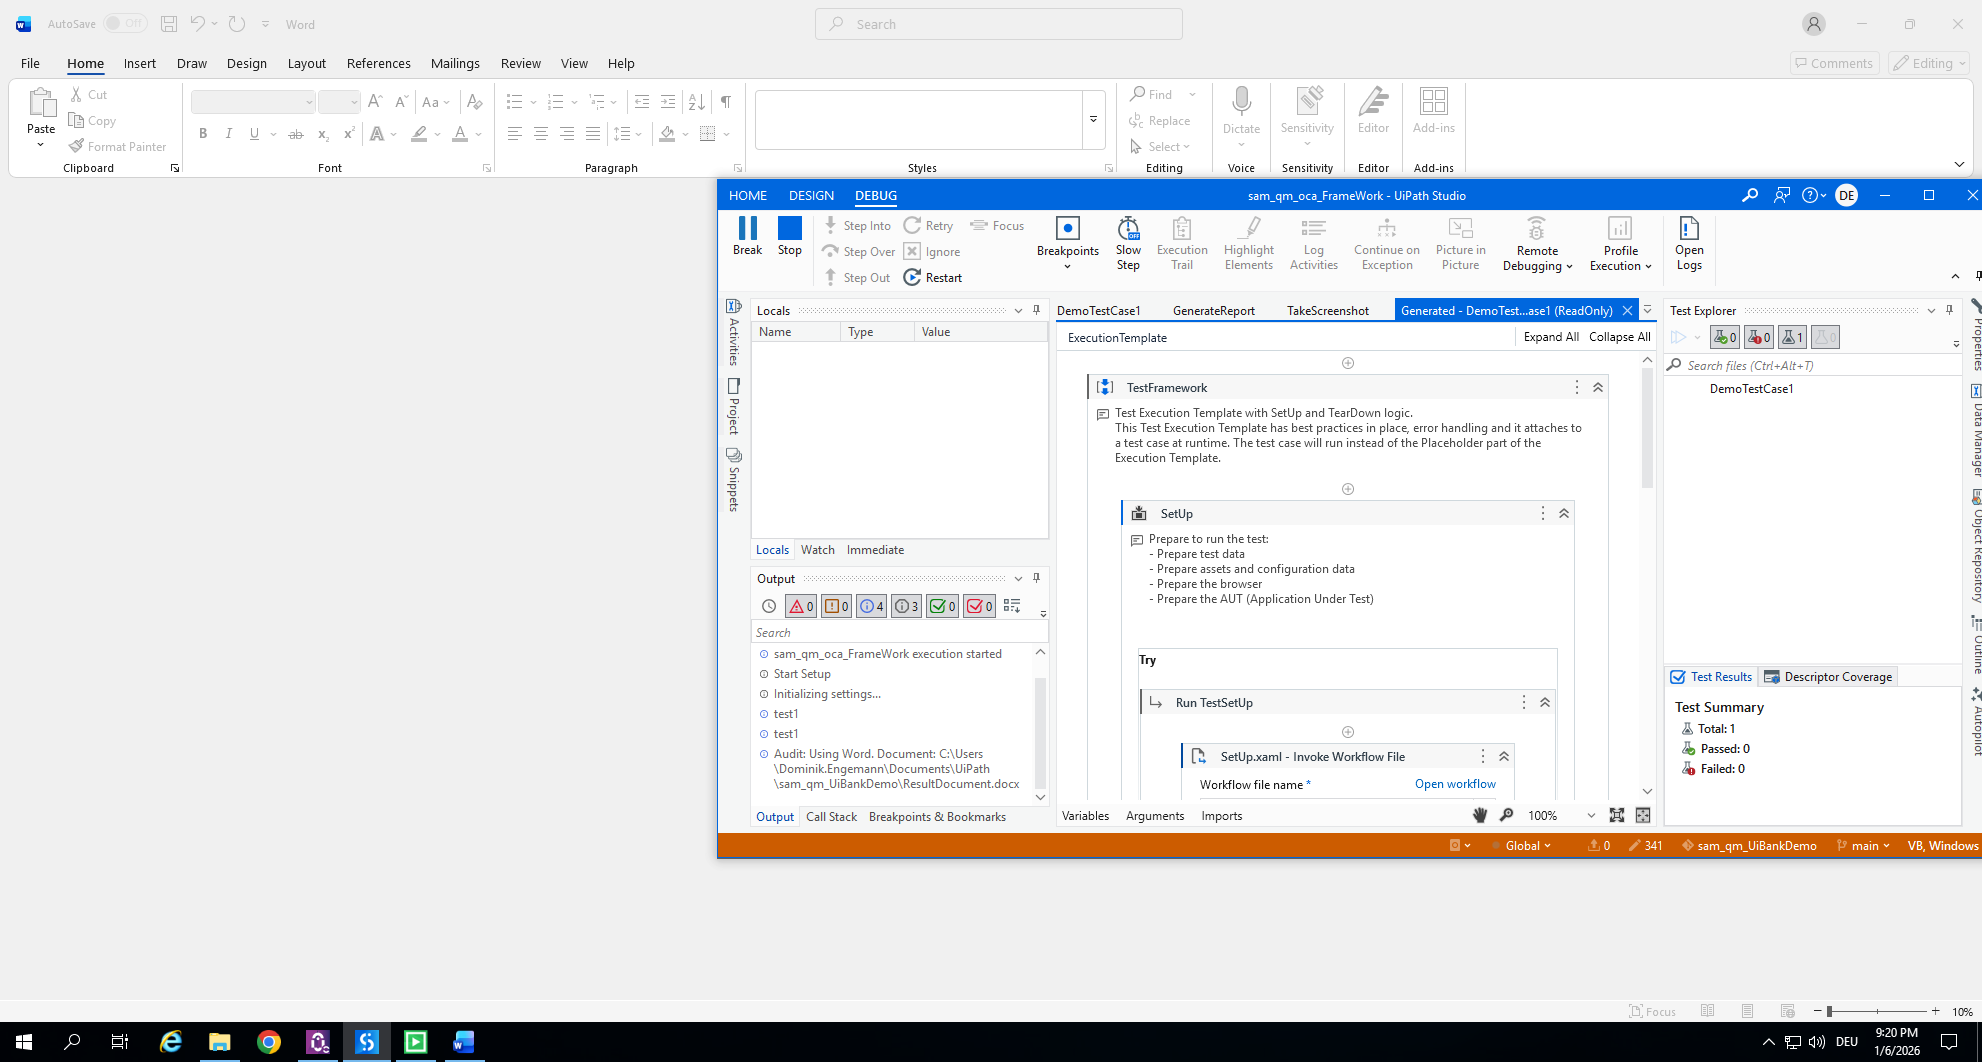 AutoSave Off Word Search
File Home Insert Draw Design Layout References Mailings Review View Help Comments Editing
Paste
Cut
Copy
Format Painter
Clipboard
Aa
B I U ab x₂ x² A A
Font
Paragraph
Styles
Find
Replace
Select
Editing
Dictate
Voice
Sensitivity
Sensitivity
Editor
Editor
Add-ins
Add-ins
HOME DESIGN DEBUG sam_qm_oca_FrameWork - UiPath Studio DE
Break
Stop
Step Into
Step Over
Step Out
Retry
Ignore
Restart
Focus
Breakpoints
Slow
Step
Execution
Trail
Highlight
Elements
Log
Activities
Continue on
Exception
Picture in
Picture
Remote
Debugging
Profile
Execution
Open
Logs
Activities
Project
Snippets
Locals
Name Type Value
Locals Watch Immediate
Output
0 0 4 3 0 0
Search
sam_qm_oca_FrameWork execution started
Start Setup
Initializing settings...
test1
test1
Audit: Using Word. Document: C:\Users
\Dominik.Engemann\Documents\UiPath
\sam_qm_UiBankDemo\ResultDocument.docx
Output Call Stack Breakpoints & Bookmarks
DemoTestCase1 GenerateReport TakeScreenshot Generated - DemoTest...ase1 (ReadOnly)
ExecutionTemplate Expand All Collapse All
TestFramework
Test Execution Template with SetUp and TearDown logic.
This Test Execution Template has best practices in place, error handling and it attaches to
a test case at runtime. The test case will run instead of the Placeholder part of the
Execution Template.
SetUp
Prepare to run the test:
- Prepare test data
- Prepare assets and configuration data
- Prepare the browser
- Prepare the AUT (Application Under Test)
Try
Run TestSetUp
SetUp.xaml - Invoke Workflow File
Workflow file name * Open workflow
Variables Arguments Imports 100%
Test Explorer
0 0 1 0
Search files (Ctrl+Alt+T)
DemoTestCase1
Test Results Descriptor Coverage
Test Summary
Total: 1
Passed: 0
Failed: 0
Properties
Data Manager
Object Repository
Outline
Autopilot
Global 0 341 sam_qm_UiBankDemo main VB, Windows
Focus 10%
DEU
9:20 PM
1/6/2026